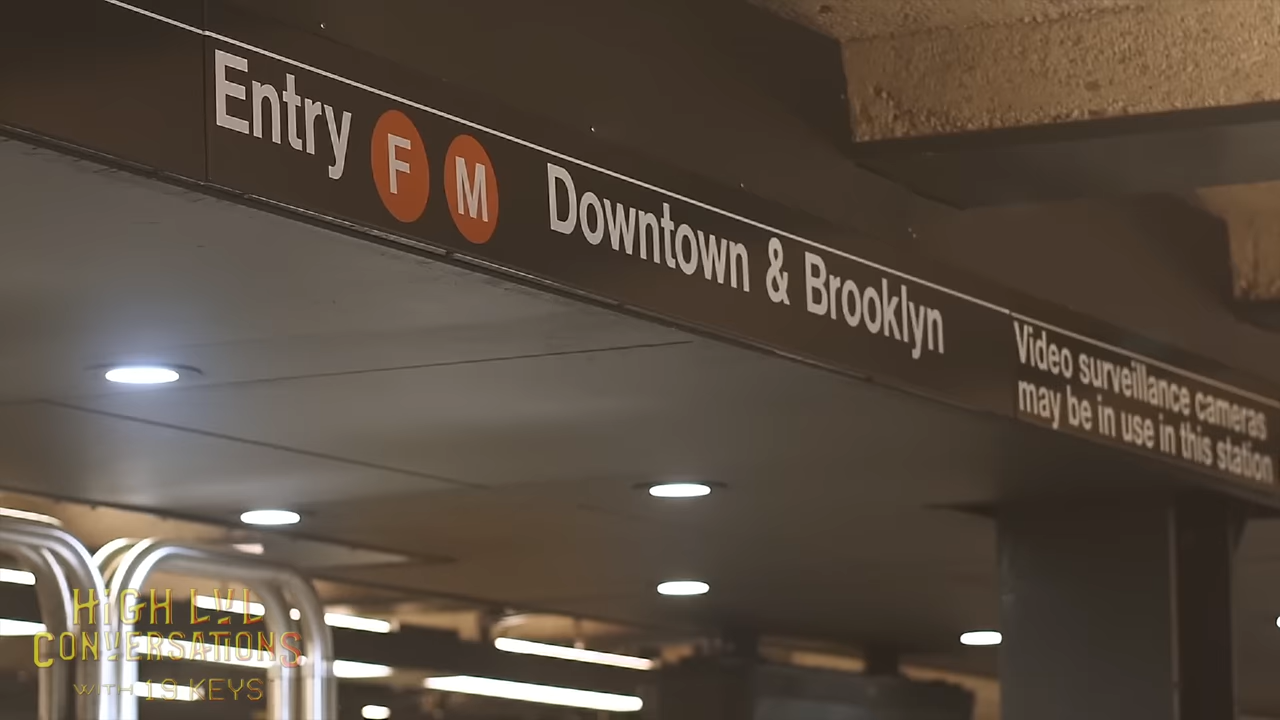 Entry F M Downtown & Brooklyn
Video surveillance cameras
may be in use in this station
HiGH LVL
CONVERSATiONS
WITH 19 KEYS